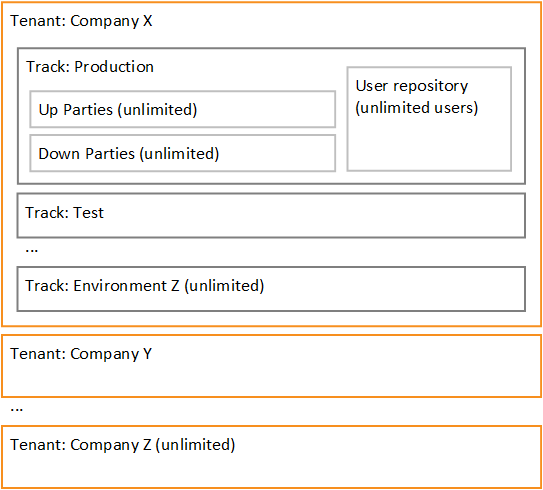 Tenant: Company X
Track: Production
Up Parties (unlimited)
Down Parties (unlimited)
User repository
(unlimited users)
Track: Test
...
Track: Environment Z (unlimited)
Tenant: Company Y
...
Tenant: Company Z (unlimited)